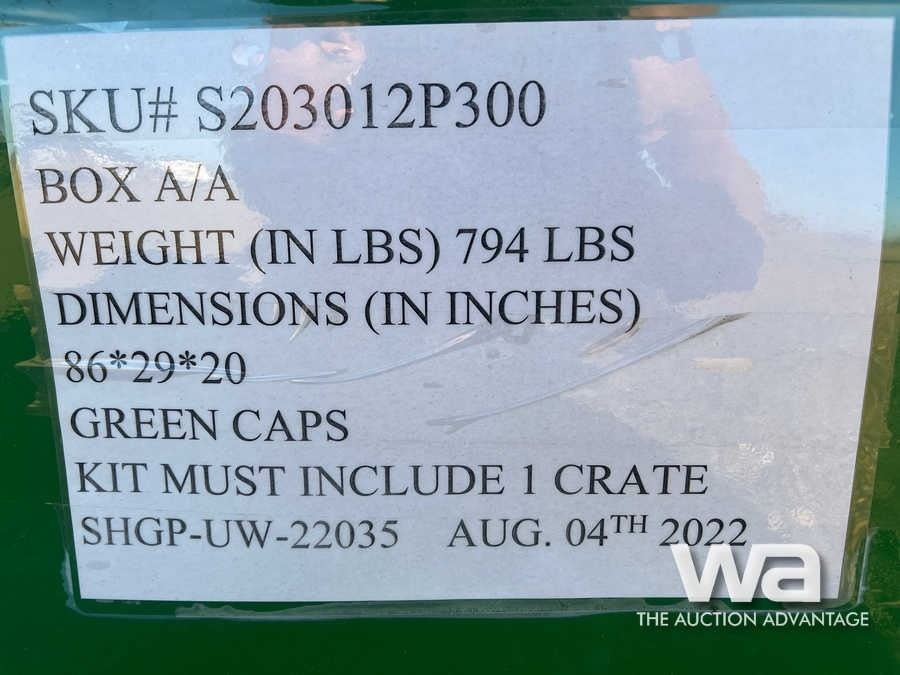 SKU# S203012P300
BOX A/A
WEIGHT (IN LBS) 794 LBS
DIMENSIONS (IN INCHES)
86*29*20
GREEN CAPS
KIT MUST INCLUDE 1 CRATE
SHGP-UW-22035 AUG. 04TH 2022
wa
THE AUCTION ADVANTAGE